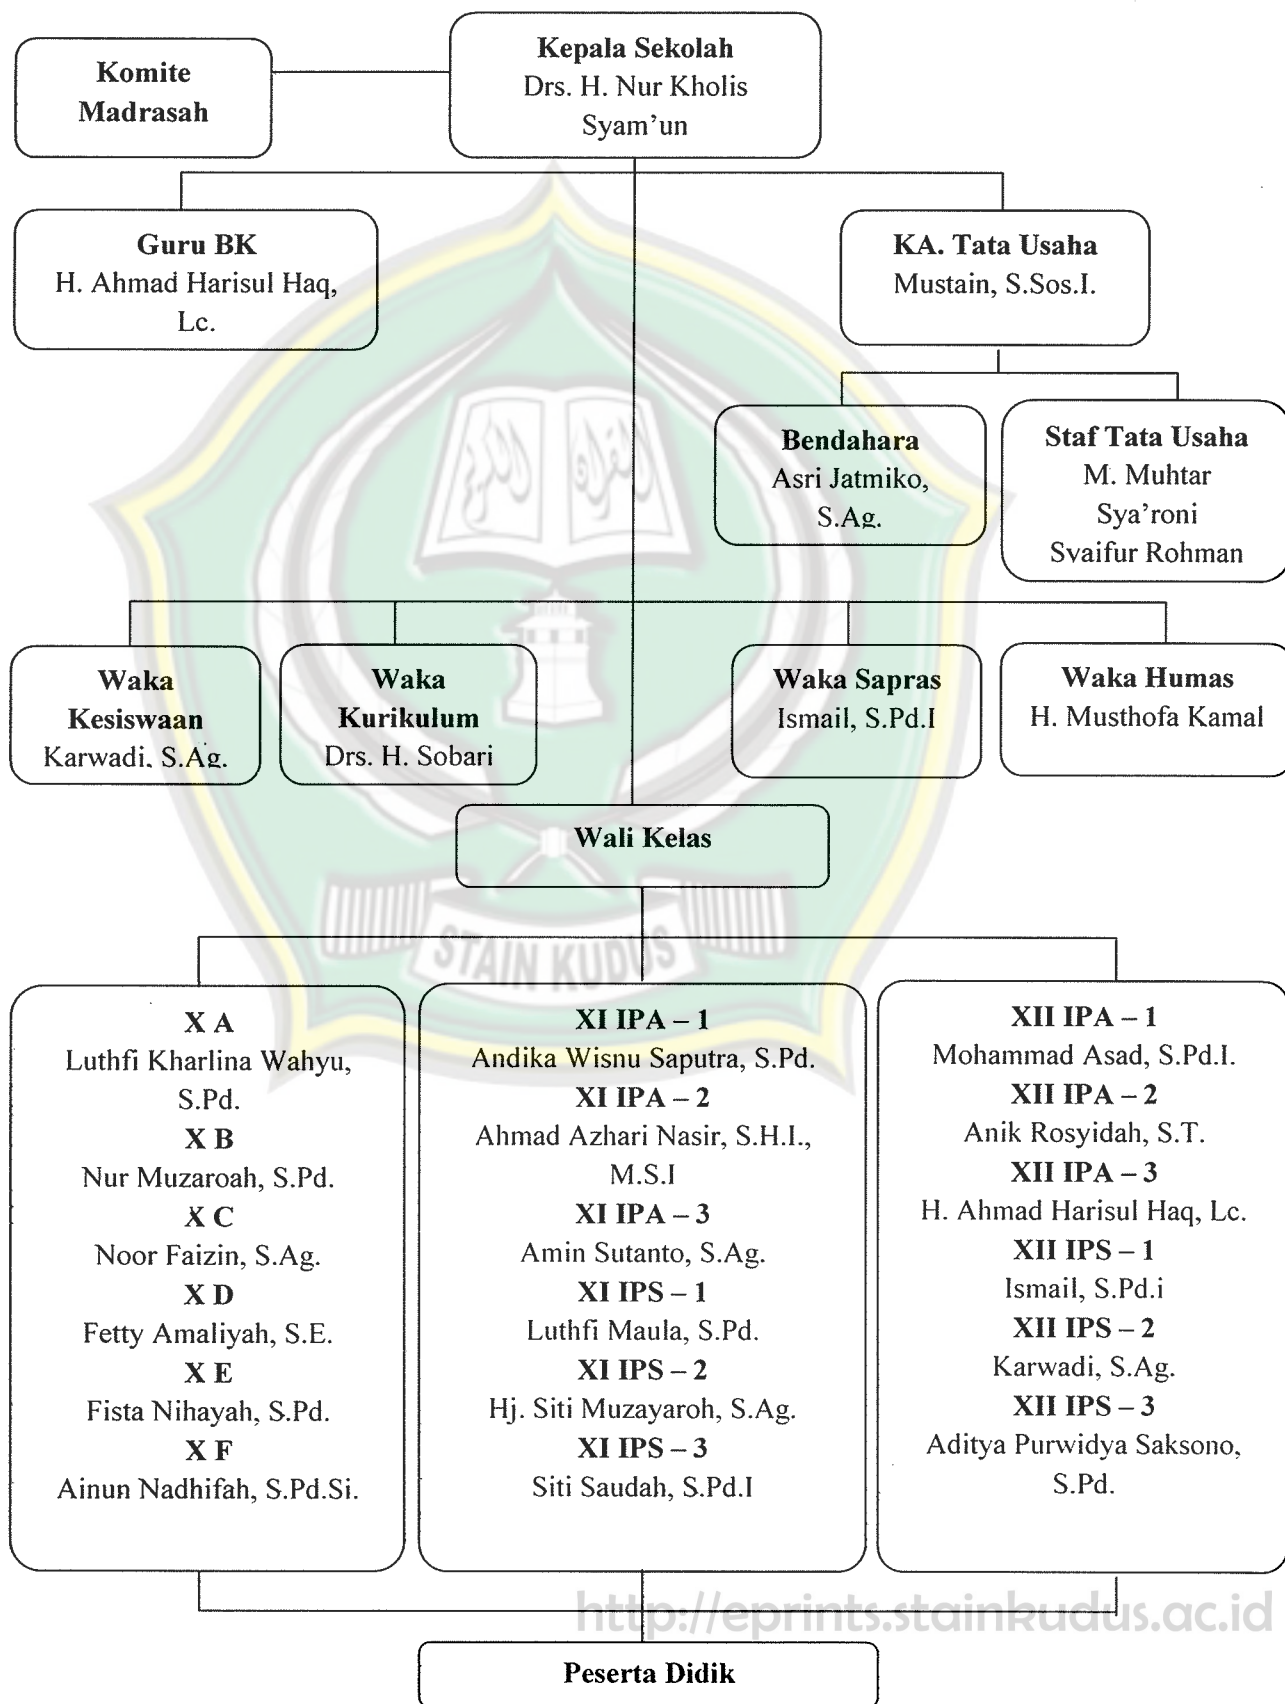 Komite
Madrasah
Kepala Sekolah
Drs. H. Nur Kholis
Syam'un
Guru BK
H. Ahmad Harisul Haq,
Lc.
KA. Tata Usaha
Mustain, S.Sos.I.
Bendahara
Asri Jatmiko,
S.Ag.
Staf Tata Usaha
M. Muhtar
Sya'roni
Syaifur Rohman
Waka
Kesiswaan
Karwadi, S.Ag.
Waka
Kurikulum
Drs. H. Sobari
Waka Sapras
Ismail, S.Pd.I
Waka Humas
H. Musthofa Kamal
Wali Kelas
STAIN KUDUS
X A
Luthfi Kharlina Wahyu,
S.Pd.
X B
Nur Muzaroah, S.Pd.
X C
Noor Faizin, S.Ag.
X D
Fetty Amaliyah, S.E.
X E
Fista Nihayah, S.Pd.
X F
Ainun Nadhifah, S.Pd.Si.
XI IPA – 1
Andika Wisnu Saputra, S.Pd.
XI IPA – 2
Ahmad Azhari Nasir, S.H.I.,
M.S.I
XI IPA – 3
Amin Sutanto, S.Ag.
XI IPS – 1
Luthfi Maula, S.Pd.
XI IPS – 2
Hj. Siti Muzayaroh, S.Ag.
XI IPS – 3
Siti Saudah, S.Pd.I
XII IPA – 1
Mohammad Asad, S.Pd.I.
XII IPA – 2
Anik Rosyidah, S.T.
XII IPA – 3
H. Ahmad Harisul Haq, Lc.
XII IPS – 1
Ismail, S.Pd.i
XII IPS – 2
Karwadi, S.Ag.
XII IPS – 3
Aditya Purwidya Saksono,
S.Pd.
http://eprints.stainkudus.ac.id
Peserta Didik